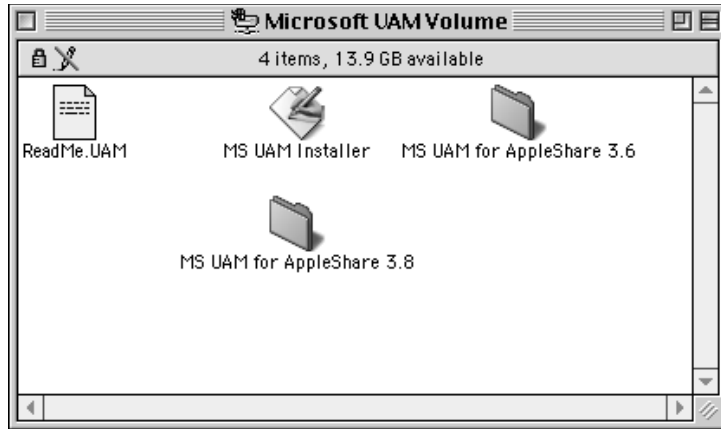 Microsoft UAM Volume
4 items, 13.9 GB available
ReadMe.UAM
MS UAM Installer
MS UAM for AppleShare 3.6
MS UAM for AppleShare 3.8